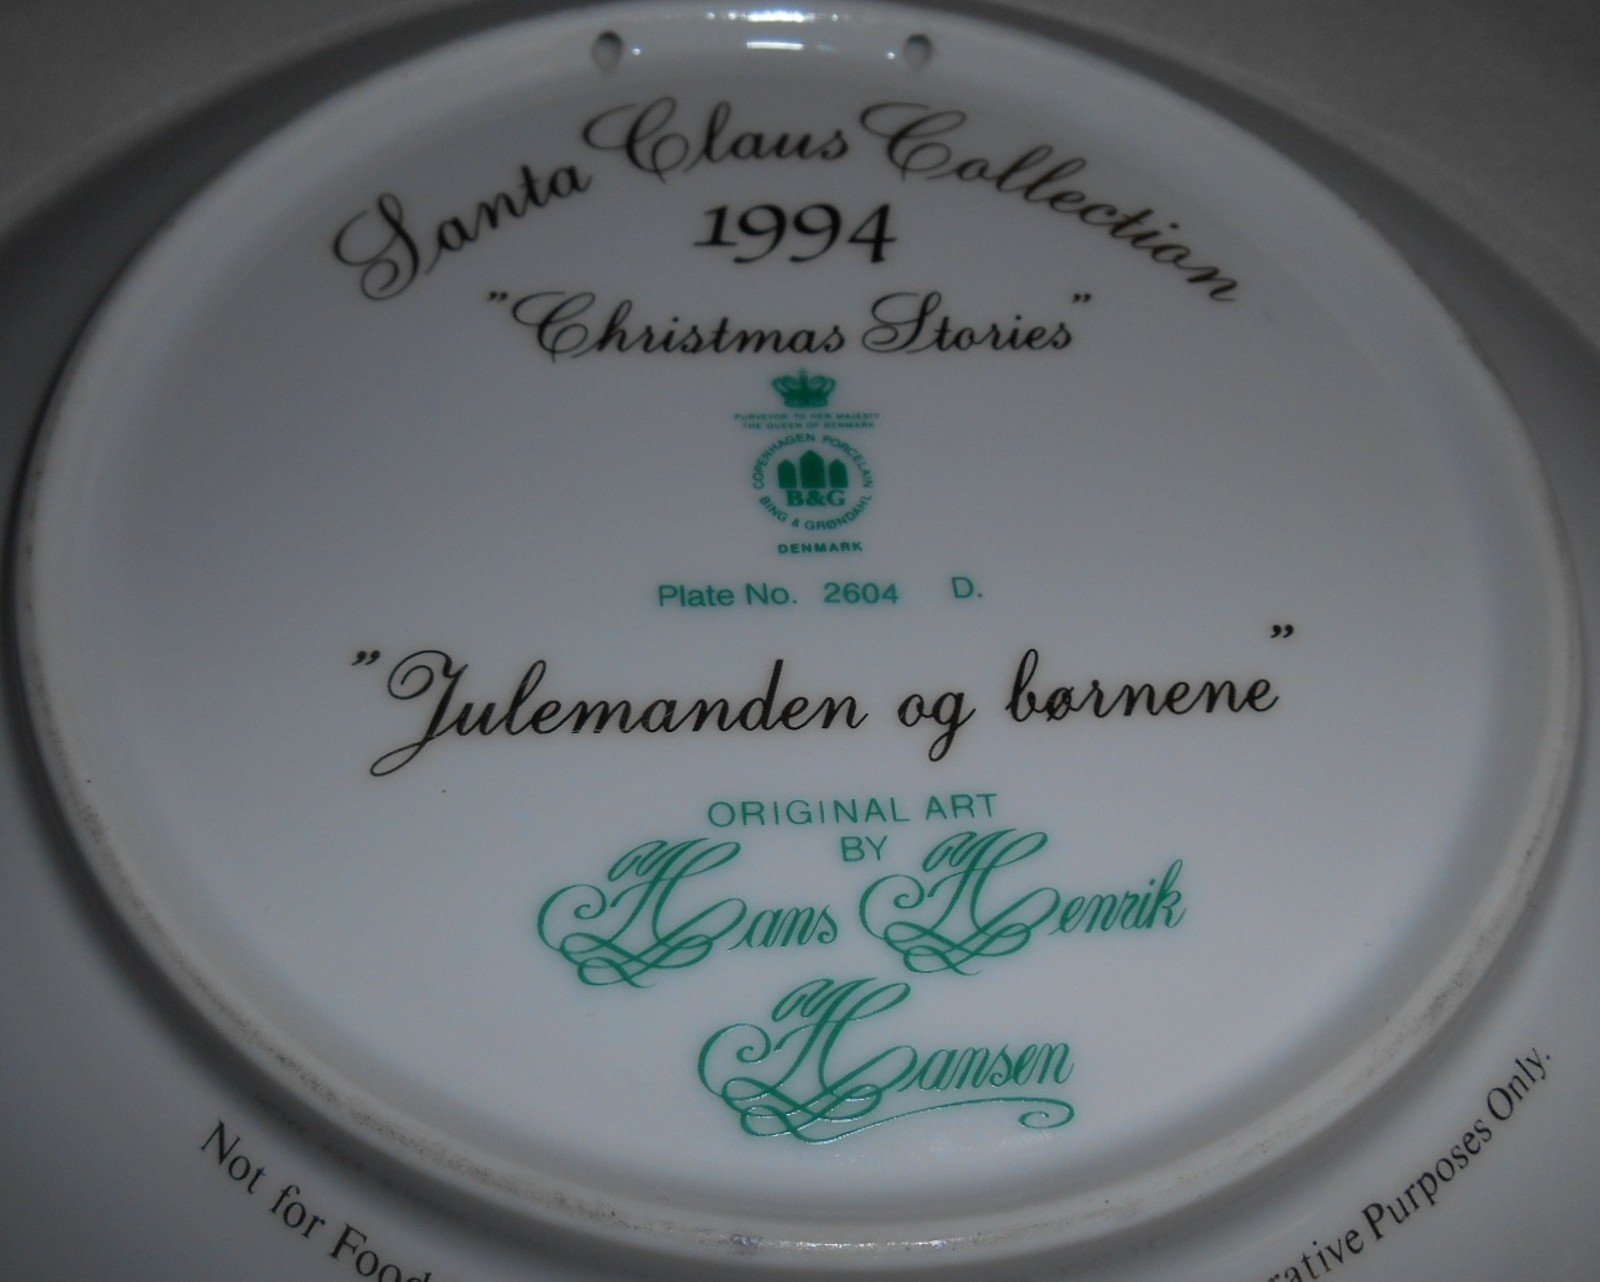 Santa Claus Collection
1994
"Christmas Stories"
PURVEYOR TO HER MAJESTY
THE QUEEN OF DENMARK
COPENHAGEN PORCELAIN
B&G
BING & GRØNDAHL
DENMARK
Plate No. 2604 D.
"Julemanden og børnene"
ORIGINAL ART
BY
Hans Henrik
Hansen
Not for Food
Purposes Only.